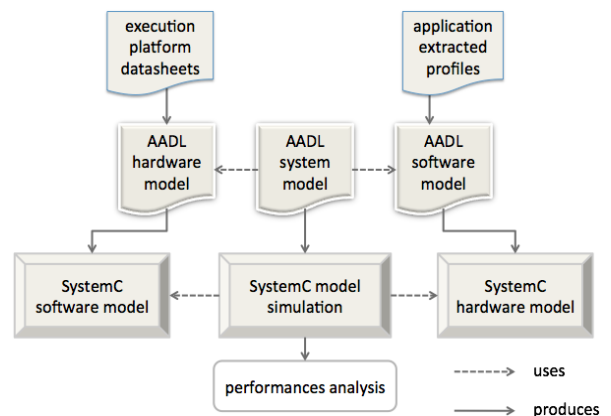 execution
platform
datasheets
application
extracted
profiles
AADL
hardware
model
AADL
system
model
AADL
software
model
SystemC
software model
SystemC model
simulation
SystemC
hardware model
performances analysis
uses
produces